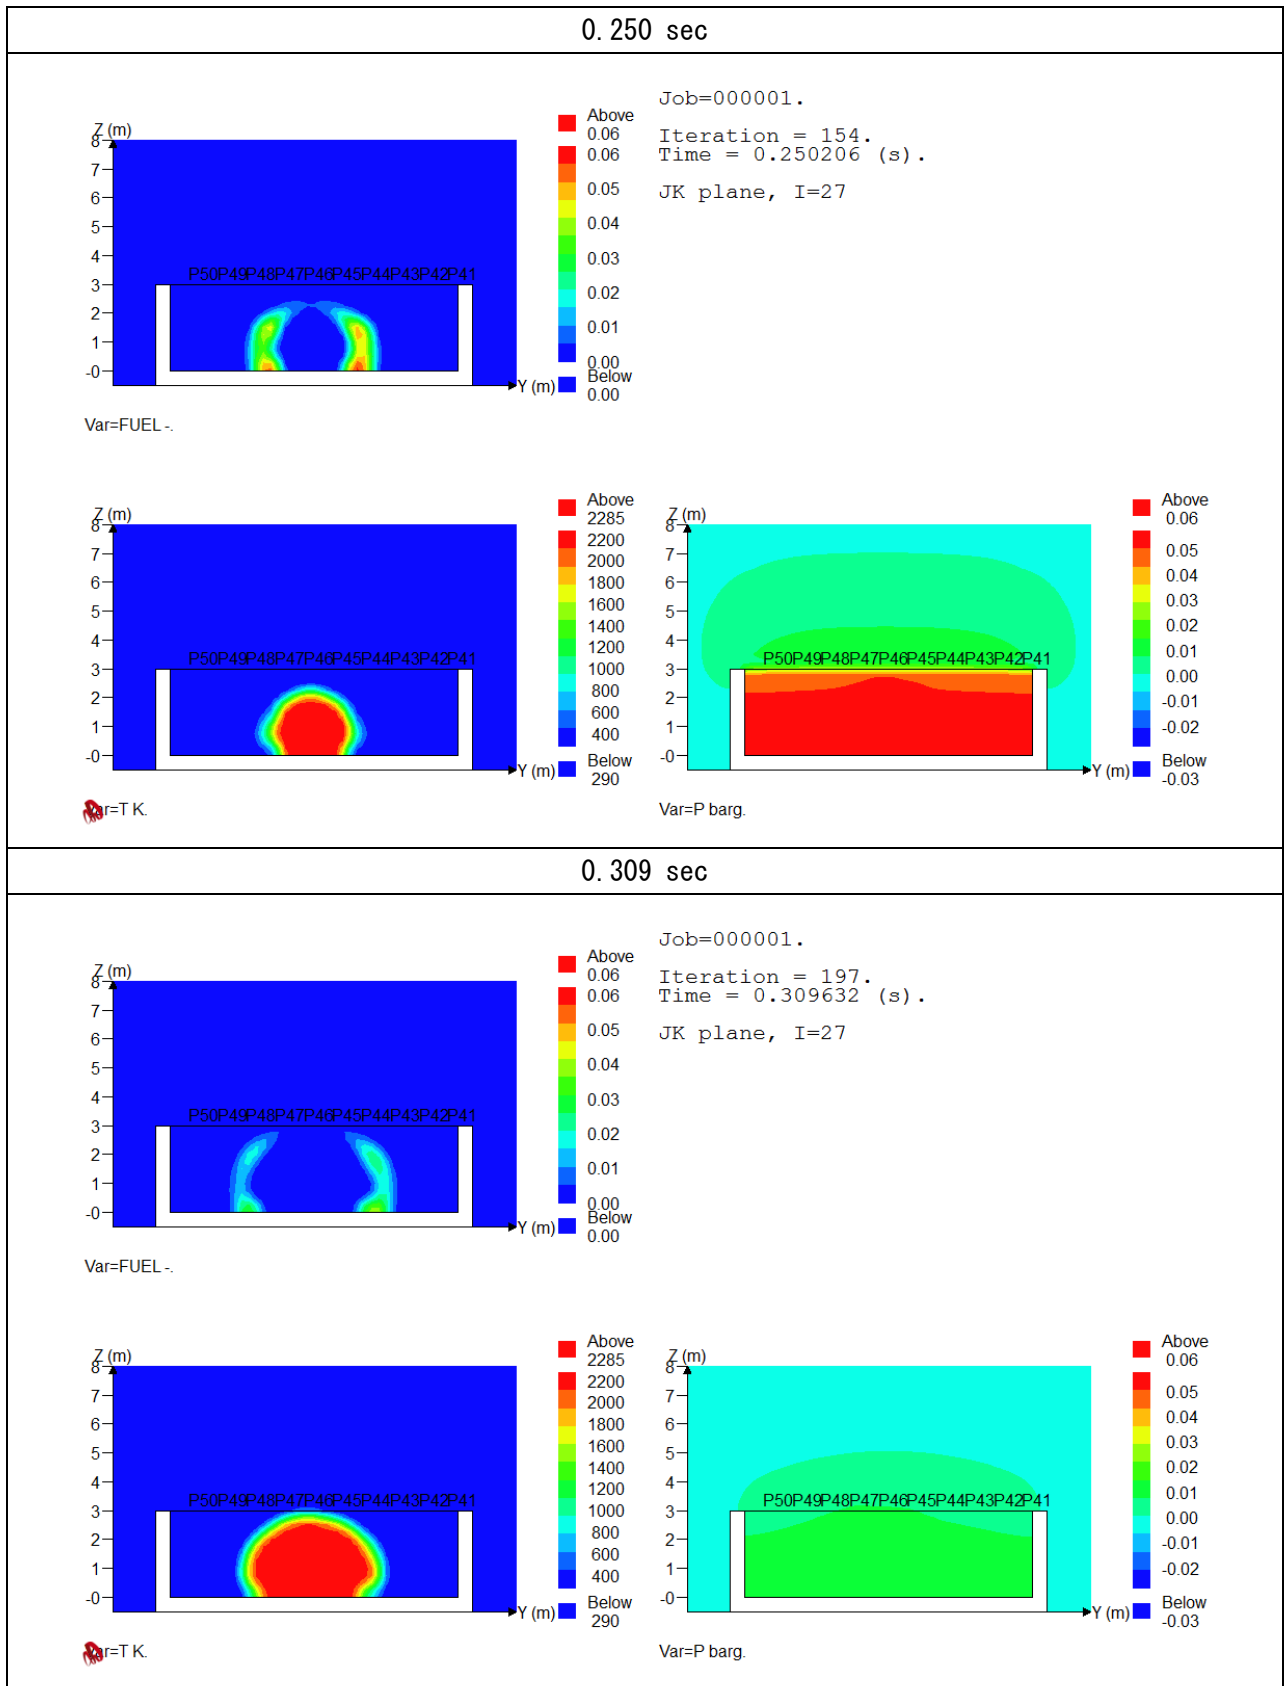 0.250 sec
Job=000001.
Iteration = 154.
Time = 0.250206 (s).
JK plane, I=27
Z (m)
8
7
6
5
4
3
2
1
-0
P50P49P48P47P46P45P44P43P42P41
Y (m)
Above
0.06
0.06
0.05
0.04
0.03
0.02
0.01
0.00
Below
0.00
Var=FUEL -.
Z (m)
8
7
6
5
4
3
2
1
-0
P50P49P48P47P46P45P44P43P42P41
Y (m)
Above
2285
2200
2000
1800
1600
1400
1200
1000
800
600
400
Below
290
Var=T K.
Z (m)
8
7
6
5
4
3
2
1
-0
P50P49P48P47P46P45P44P43P42P41
Y (m)
Above
0.06
0.05
0.04
0.03
0.02
0.01
0.00
-0.01
-0.02
Below
-0.03
Var=P barg.
0.309 sec
Job=000001.
Iteration = 197.
Time = 0.309632 (s).
JK plane, I=27
Z (m)
8
7
6
5
4
3
2
1
-0
P50P49P48P47P46P45P44P43P42P41
Y (m)
Above
0.06
0.06
0.05
0.04
0.03
0.02
0.01
0.00
Below
0.00
Var=FUEL -.
Z (m)
8
7
6
5
4
3
2
1
-0
P50P49P48P47P46P45P44P43P42P41
Y (m)
Above
2285
2200
2000
1800
1600
1400
1200
1000
800
600
400
Below
290
Var=T K.
Z (m)
8
7
6
5
4
3
2
1
-0
P50P49P48P47P46P45P44P43P42P41
Y (m)
Above
0.06
0.05
0.04
0.03
0.02
0.01
0.00
-0.01
-0.02
Below
-0.03
Var=P barg.